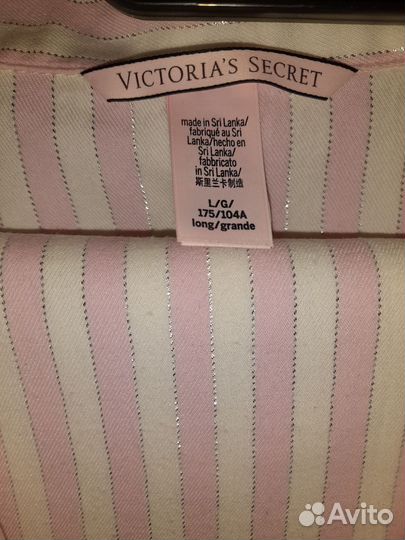 VICTORIA'S SECRET
made in Sri Lanka/
fabriqué au Sri
Lanka/hecho en
Sri Lanka/
fabbricato
in Sri Lanka/
斯里兰卡制造
L/G/
175/104A
long/grande
Avito